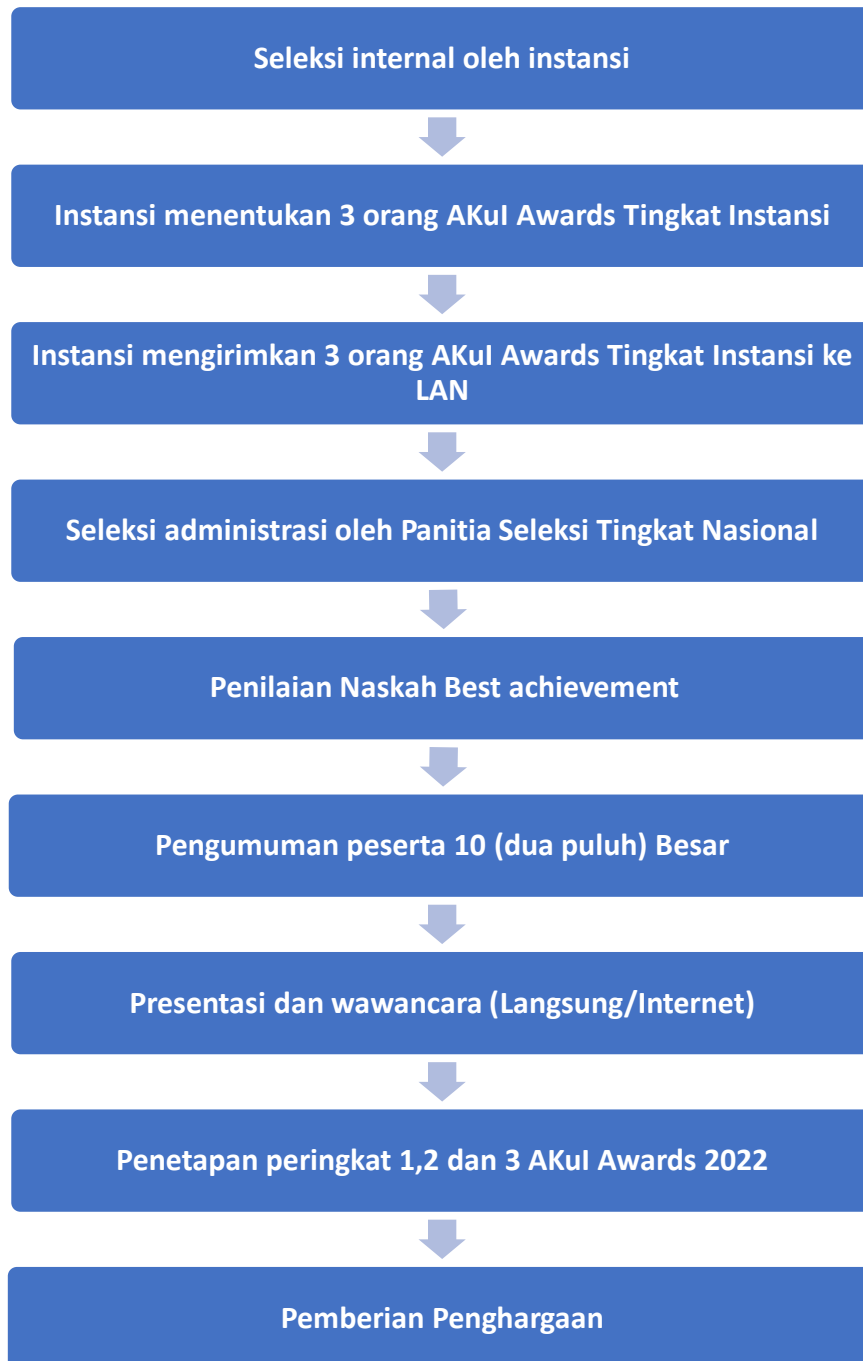 Seleksi internal oleh instansi
Instansi menentukan 3 orang AKuI Awards Tingkat Instansi
Instansi mengirimkan 3 orang AKuI Awards Tingkat Instansi ke
LAN
Seleksi administrasi oleh Panitia Seleksi Tingkat Nasional
Penilaian Naskah Best achievement
Pengumuman peserta 10 (dua puluh) Besar
Presentasi dan wawancara (Langsung/Internet)
Penetapan peringkat 1,2 dan 3 AKuI Awards 2022
Pemberian Penghargaan